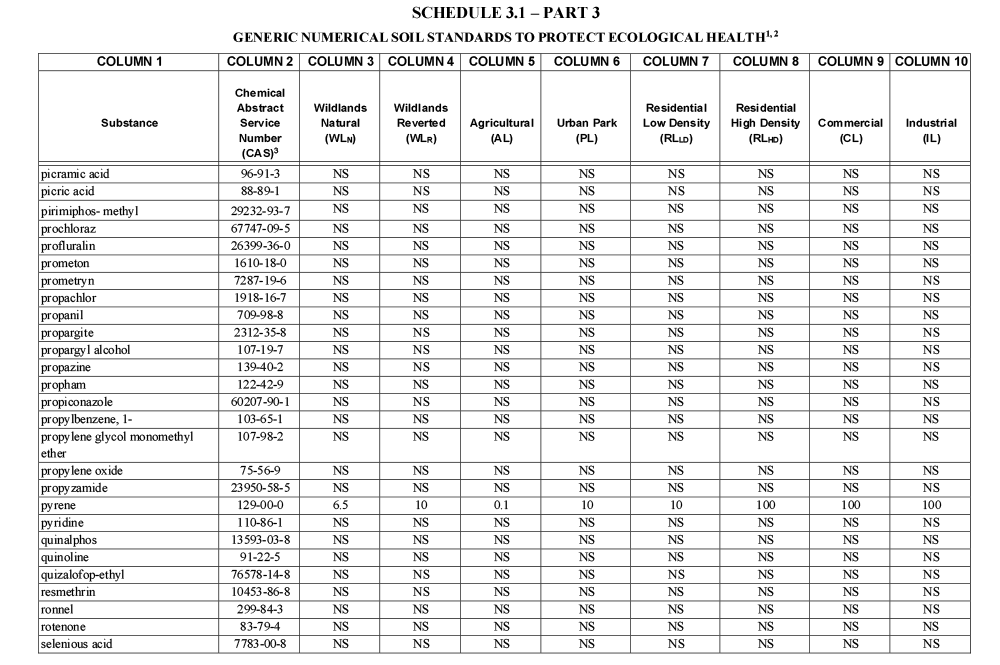 SCHEDULE 3.1 – PART 3
GENERIC NUMERICAL SOIL STANDARDS TO PROTECT ECOLOGICAL HEALTH1, 2
COLUMN 1 COLUMN 2 COLUMN 3 COLUMN 4 COLUMN 5 COLUMN 6 COLUMN 7 COLUMN 8 COLUMN 9 COLUMN 10
Substance Chemical Abstract Service Number (CAS)3 Wildlands Natural (WLN) Wildlands Reverted (WLR) Agricultural (AL) Urban Park (PL) Residential Low Density (RLLD) Residential High Density (RLHD) Commercial (CL) Industrial (IL)
picramic acid 96-91-3 NS NS NS NS NS NS NS NS
picric acid 88-89-1 NS NS NS NS NS NS NS NS
pirimiphos- methyl 29232-93-7 NS NS NS NS NS NS NS NS
prochloraz 67747-09-5 NS NS NS NS NS NS NS NS
profluralin 26399-36-0 NS NS NS NS NS NS NS NS
prometon 1610-18-0 NS NS NS NS NS NS NS NS
prometryn 7287-19-6 NS NS NS NS NS NS NS NS
propachlor 1918-16-7 NS NS NS NS NS NS NS NS
propanil 709-98-8 NS NS NS NS NS NS NS NS
propargite 2312-35-8 NS NS NS NS NS NS NS NS
propargyl alcohol 107-19-7 NS NS NS NS NS NS NS NS
propazine 139-40-2 NS NS NS NS NS NS NS NS
propham 122-42-9 NS NS NS NS NS NS NS NS
propiconazole 60207-90-1 NS NS NS NS NS NS NS NS
propylbenzene, 1- 103-65-1 NS NS NS NS NS NS NS NS
propylene glycol monomethyl 107-98-2 NS NS NS NS NS NS NS NS
ether
propylene oxide 75-56-9 NS NS NS NS NS NS NS NS
propyzamide 23950-58-5 NS NS NS NS NS NS NS NS
pyrene 129-00-0 6.5 10 0.1 10 10 100 100 100
pyridine 110-86-1 NS NS NS NS NS NS NS NS
quinalphos 13593-03-8 NS NS NS NS NS NS NS NS
quinoline 91-22-5 NS NS NS NS NS NS NS NS
quizalofop-ethyl 76578-14-8 NS NS NS NS NS NS NS NS
resmethrin 10453-86-8 NS NS NS NS NS NS NS NS
ronnel 299-84-3 NS NS NS NS NS NS NS NS
rotenone 83-79-4 NS NS NS NS NS NS NS NS
selenious acid 7783-00-8 NS NS NS NS NS NS NS NS